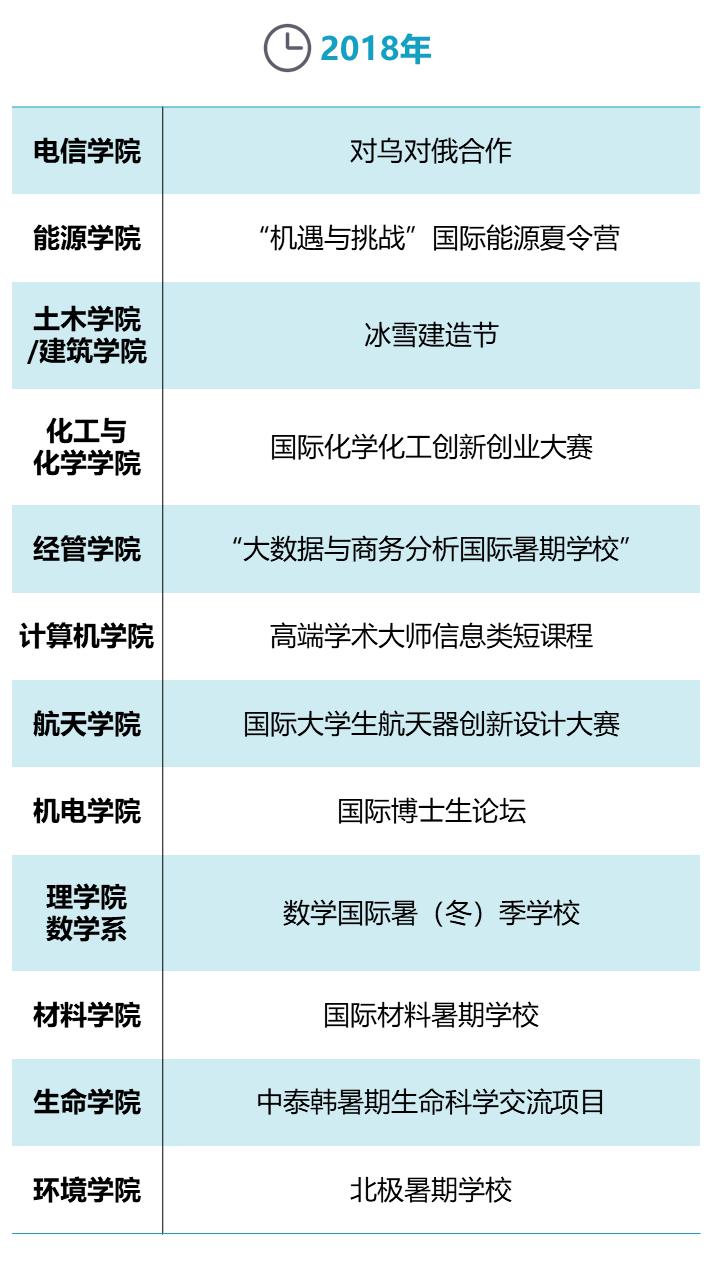 2018年
电信学院
对乌对俄合作
能源学院
“机遇与挑战”国际能源夏令营
土木学院
/建筑学院
冰雪建造节
化工与
化学学院
国际化学化工创新创业大赛
经管学院
“大数据与商务分析国际暑期学校”
计算机学院
高端学术大师信息类短课程
航天学院
国际大学生航天器创新设计大赛
机电学院
国际博士生论坛
理学院
数学系
数学国际暑（冬）季学校
材料学院
国际材料暑期学校
生命学院
中泰韩暑期生命科学交流项目
环境学院
北极暑期学校